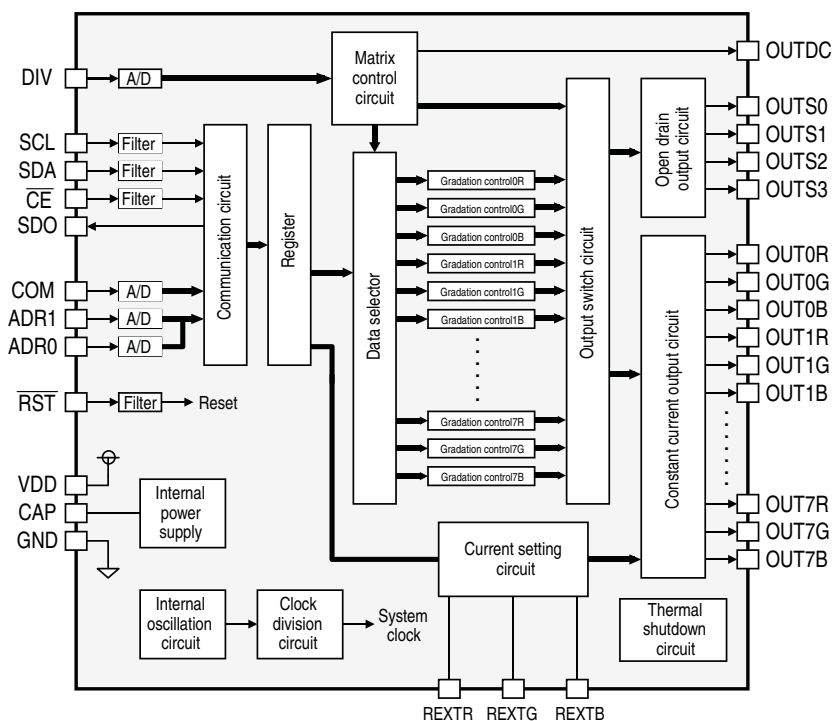 DIV
A/D
Matrix
control
circuit
OUTDC
SCL
Filter
SDA
Filter
CE
Filter
SDO
COM
A/D
ADR1
A/D
ADR0
A/D
RST
Filter
Reset
Communication circuit
Register
Data selector
Gradation control0R
Gradation control0G
Gradation control0B
Gradation control1R
Gradation control1G
Gradation control1B
Gradation control7R
Gradation control7G
Gradation control7B
Output switch circuit
Open drain
output circuit
OUTS0
OUTS1
OUTS2
OUTS3
Constant current output circuit
OUT0R
OUT0G
OUT0B
OUT1R
OUT1G
OUT1B
OUT7R
OUT7G
OUT7B
VDD
CAP
GND
Internal
power
supply
Current setting
circuit
Internal
oscillation
circuit
Clock
division
circuit
System
clock
Thermal
shutdown
circuit
REXTR
REXTG
REXTB